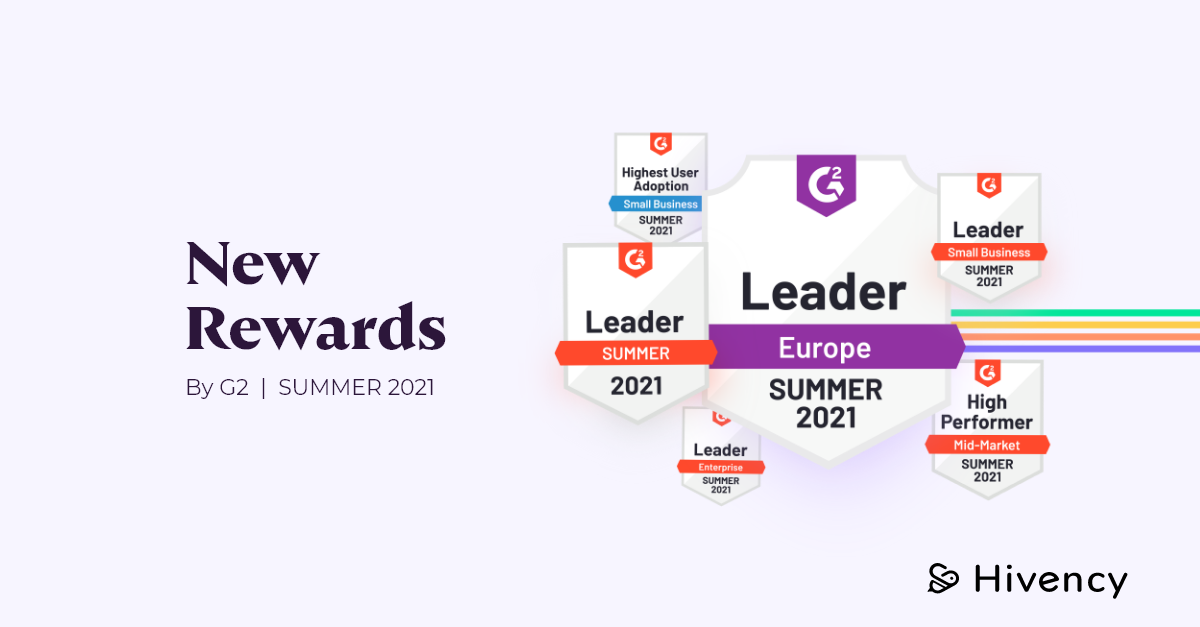 New
Rewards
By G2 | SUMMER 2021
G2
Highest User
Adoption
Small Business
SUMMER
2021
G2
Leader
SUMMER
2021
G2
Leader
Europe
SUMMER
2021
G2
Leader
Small Business
SUMMER
2021
G2
Leader
Enterprise
SUMMER
2021
G2
High
Performer
Mid-Market
SUMMER
2021
Hivency